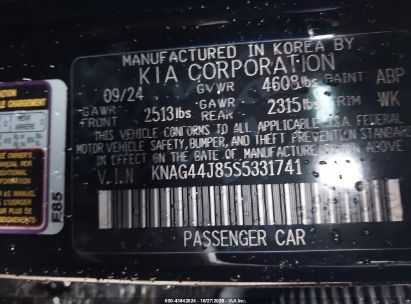 MANUFACTURED IN KOREA BY
KIA CORPORATION
09/24 GVWR 4608lbs PAINT ABP
GAWR FRONT 2513lbs GAWR REAR 2315lbs TRIM WK
THIS VEHICLE CONFORMS TO ALL APPLICABLE U.S.A. FEDERAL
MOTOR VEHICLE SAFETY, BUMPER, AND THEFT PREVENTION STANDARDS
IN EFFECT ON THE DATE OF MANUFACTURE SHOWN ABOVE
V.I.N KNAG44J85S5331741
PASSENGER CAR
E85